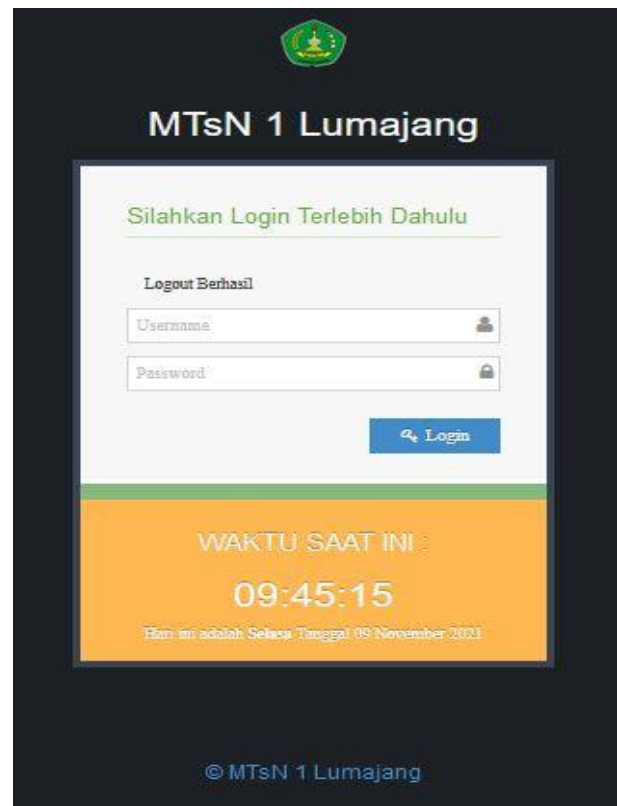 MTsN 1 Lumajang
Silahkan Login Terlebih Dahulu
Logout Berhasil
Username
Password
Login
WAKTU SAAT INI :
09:45:15
Hari ini adalah Selasa Tanggal 09 November 2021
© MTsN 1 Lumajang